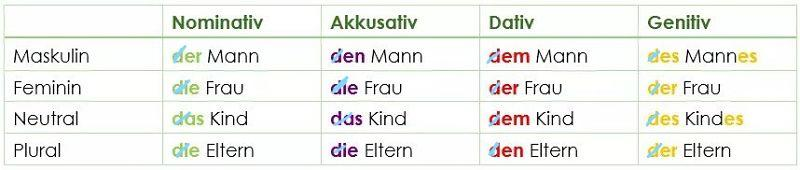 Nominativ Akkusativ Dativ Genitiv
Maskulin der Mann den Mann dem Mann des Mannes
Feminin die Frau die Frau der Frau der Frau
Neutral das Kind das Kind dem Kind des Kindes
Plural die Eltern die Eltern den Eltern der Eltern